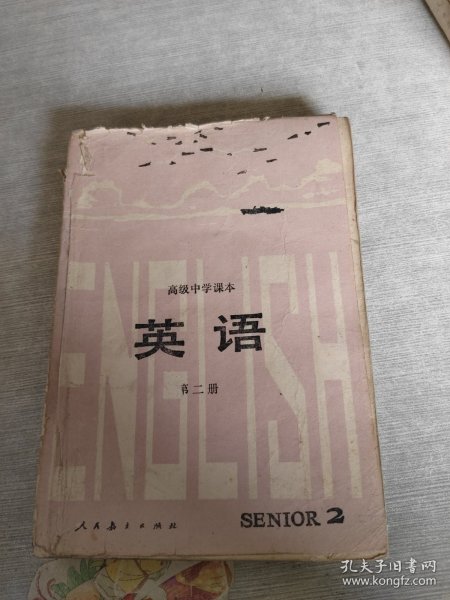 高级中学课本
英语
第二册
ENGLISH
人民教育出版社
SENIOR 2
孔夫子旧书网
www.kongfz.com